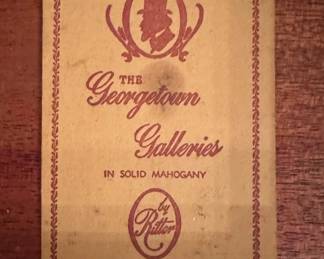 THE
Georgetown
Galleries
IN SOLID MAHOGANY
by
Ritter